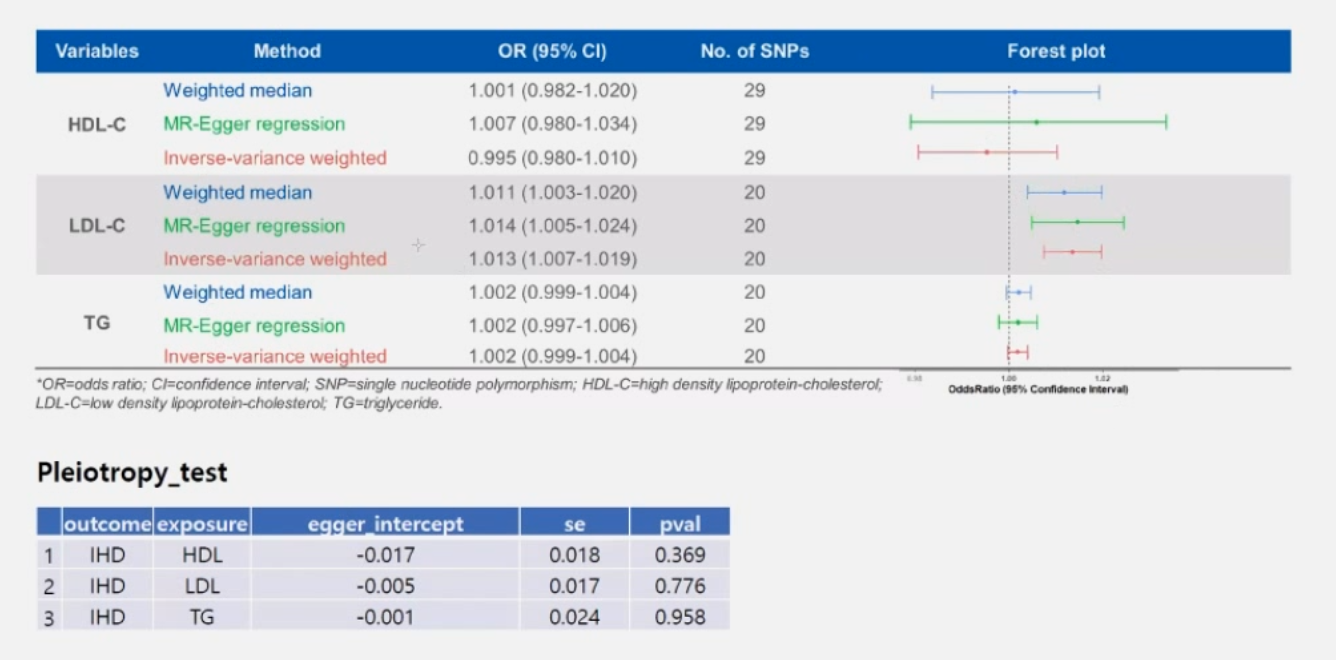 Variables Method OR (95% CI) No. of SNPs Forest plot
Weighted median 1.001 (0.982-1.020) 29
HDL-C MR-Egger regression 1.007 (0.980-1.034) 29
Inverse-variance weighted 0.995 (0.980-1.010) 29
Weighted median 1.011 (1.003-1.020) 20
LDL-C MR-Egger regression 1.014 (1.005-1.024) 20
Inverse-variance weighted 1.013 (1.007-1.019) 20
Weighted median 1.002 (0.999-1.004) 20
TG MR-Egger regression 1.002 (0.997-1.006) 20
Inverse-variance weighted 1.002 (0.999-1.004) 20
0.98 1.00 1.02
OddsRatio (95% Confidence Interval)
*OR=odds ratio; CI=confidence interval; SNP=single nucleotide polymorphism; HDL-C=high density lipoprotein-cholesterol;
LDL-C=low density lipoprotein-cholesterol; TG=triglyceride.
Pleiotropy_test
outcome exposure egger_intercept se pval
1 IHD HDL -0.017 0.018 0.369
2 IHD LDL -0.005 0.017 0.776
3 IHD TG -0.001 0.024 0.958